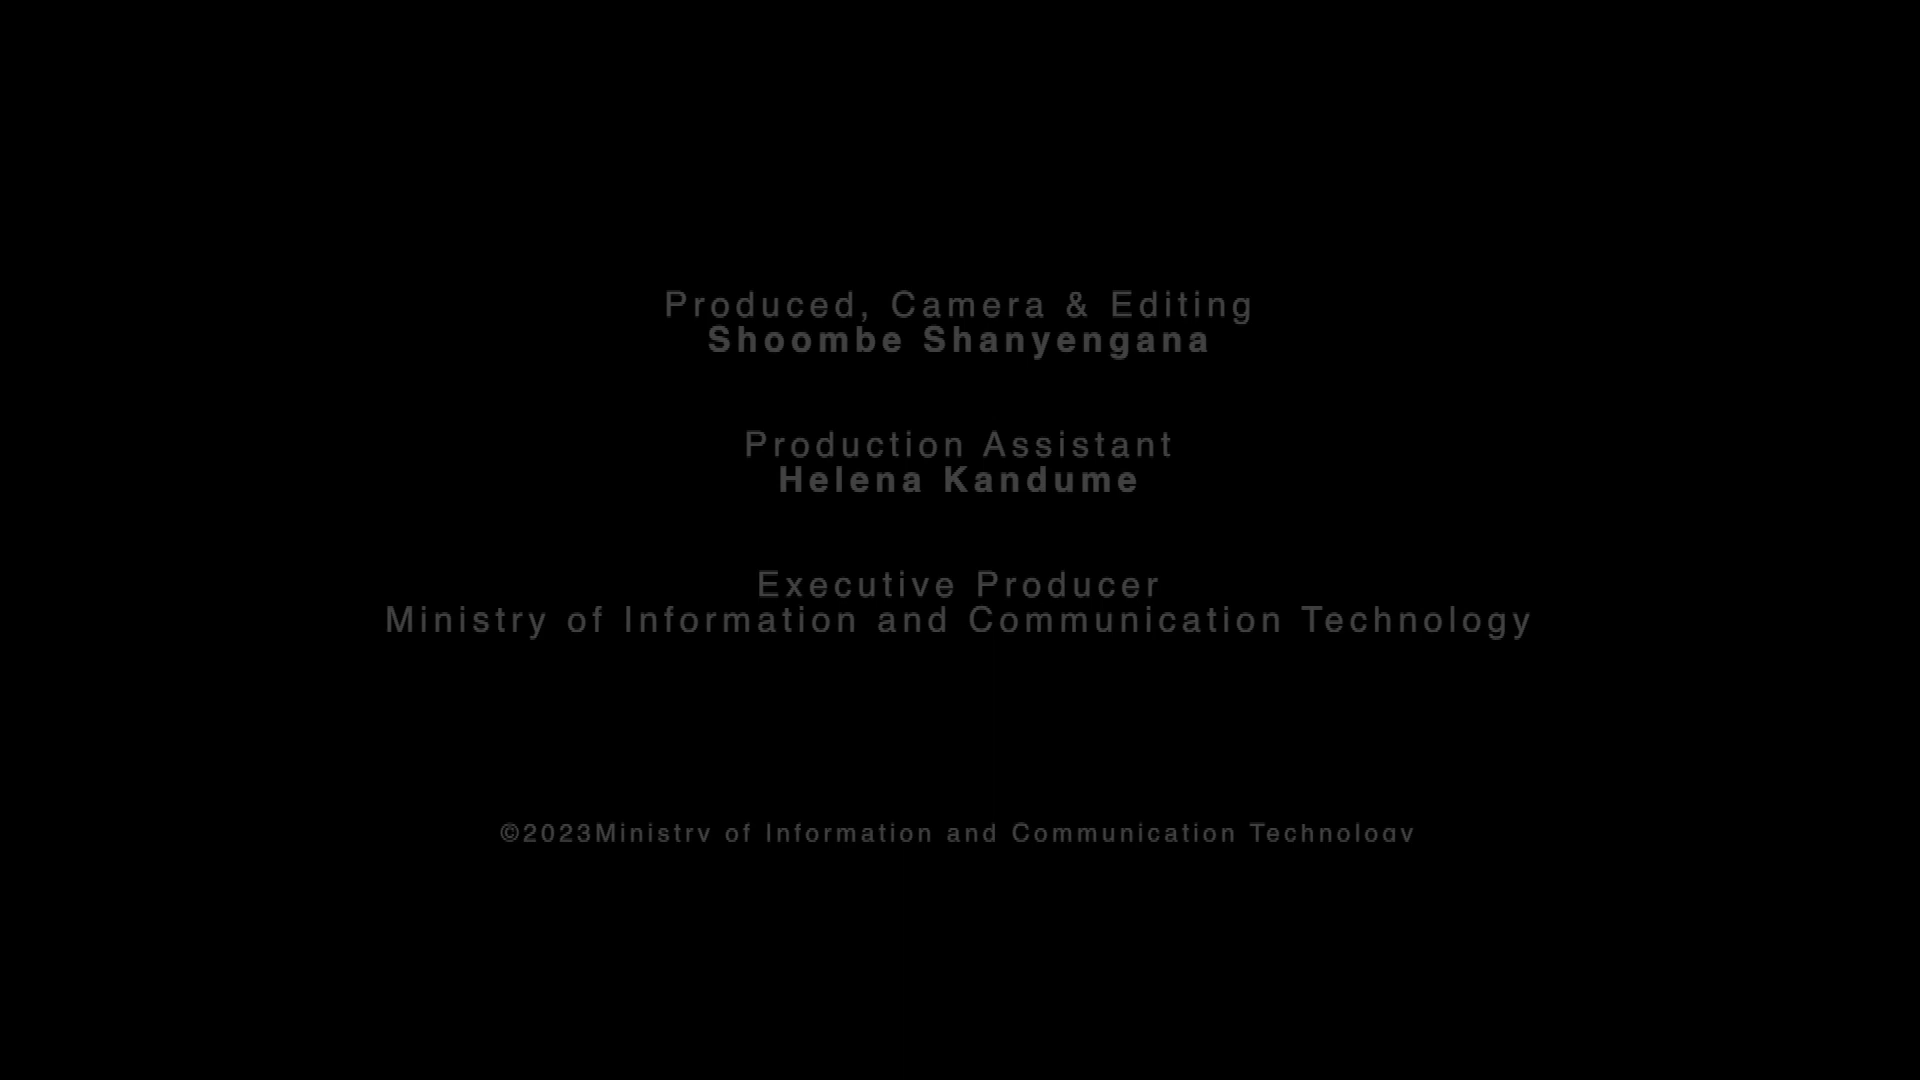 Produced, Camera & Editing
Shoombe Shanyengana
Production Assistant
Helena Kandume
Executive Producer
Ministry of Information and Communication Technology
©2023Ministry of Information and Communication Technology